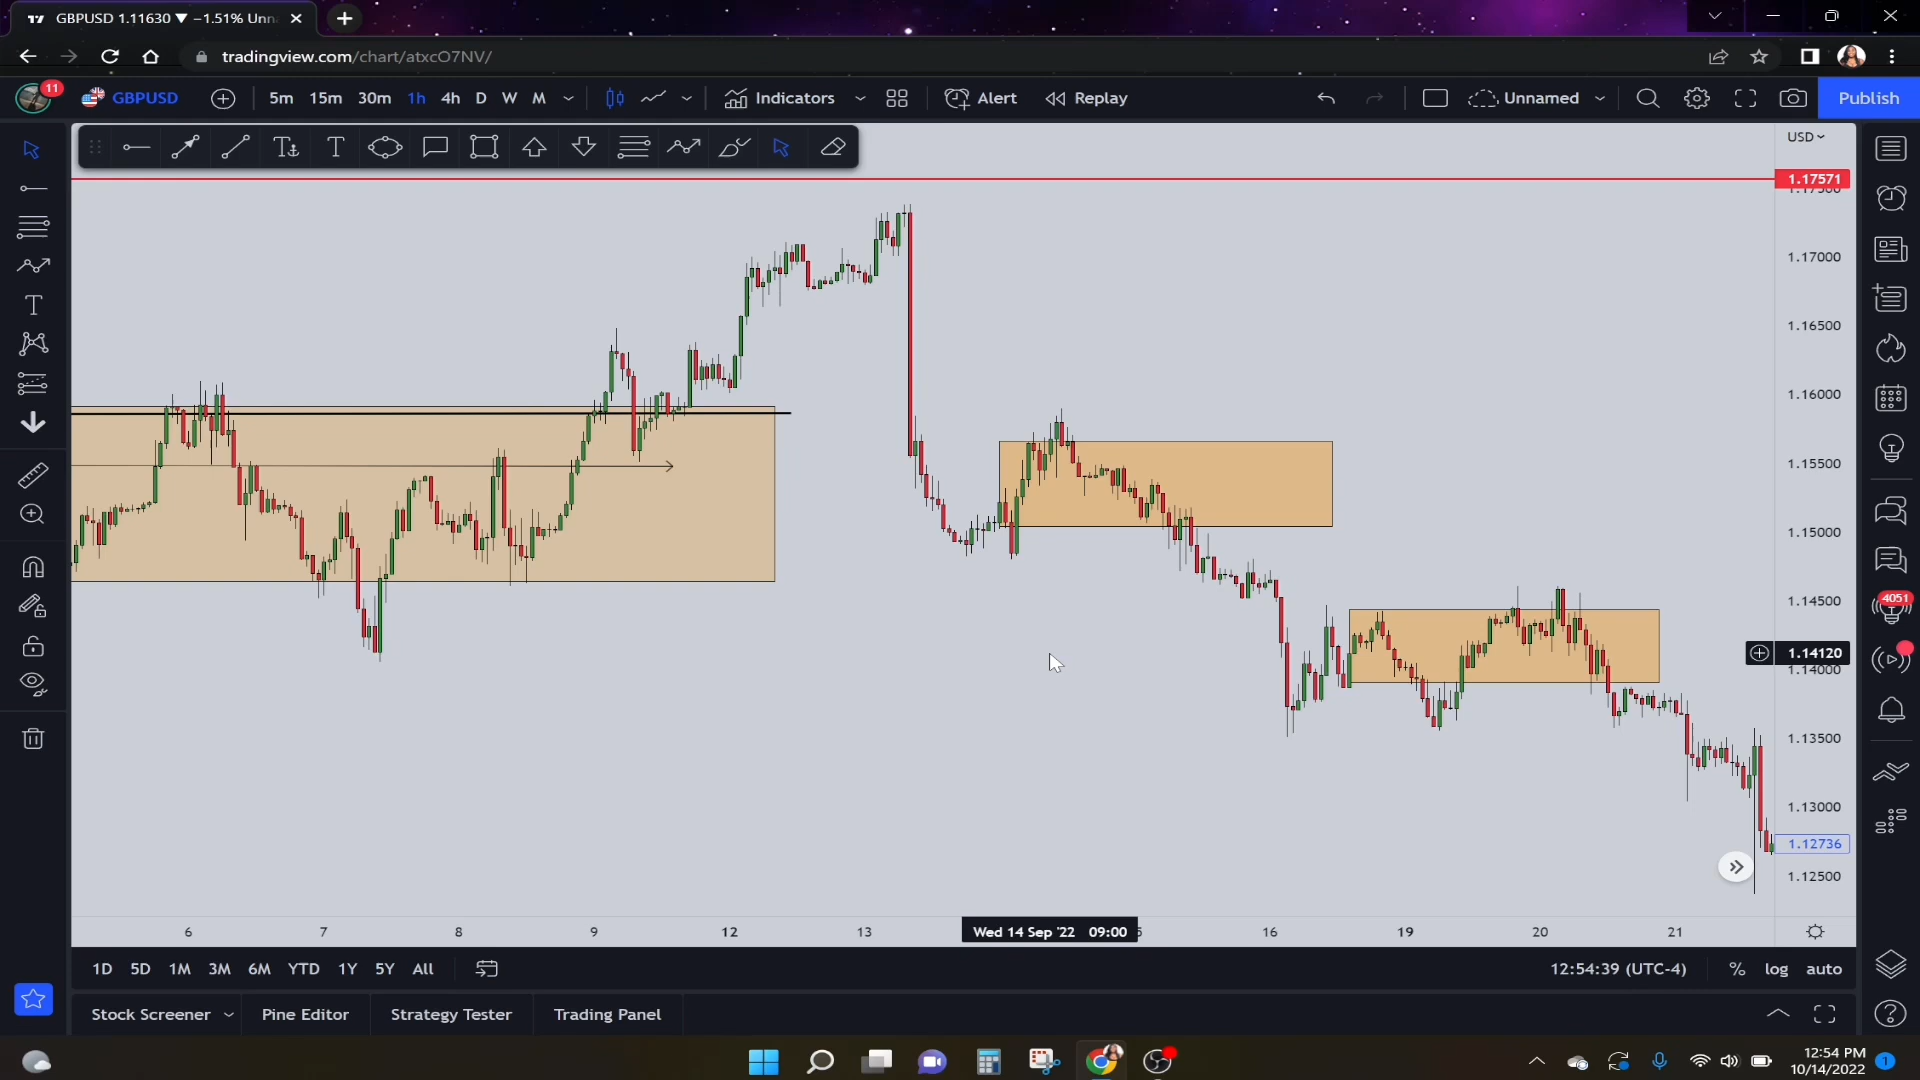 GBPUSD 1.11630 ▼ −1.51% Unn
tradingview.com/chart/atxcO7NV/
11
GBPUSD 5m 15m 30m 1h 4h D W M Indicators Alert Replay Unnamed Publish
USD
1.17571
1.17000
1.16500
1.16000
1.15500
1.15000
1.14500
4051
1.14120
1.14000
1.13500
1.13000
1.12736
1.12500
6 7 8 9 12 13 Wed 14 Sep '22 09:00 16 19 20 21
1D 5D 1M 3M 6M YTD 1Y 5Y All 12:54:39 (UTC-4) % log auto
Stock Screener Pine Editor Strategy Tester Trading Panel
12:54 PM
10/14/2022
1